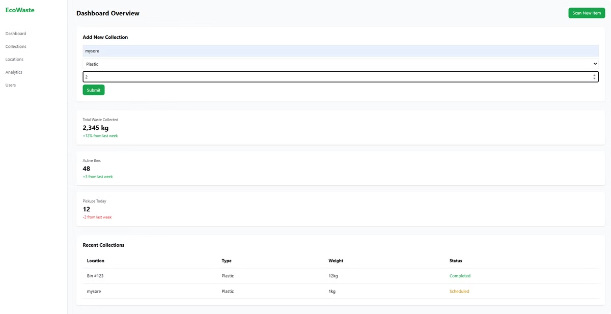 EcoWaste
Dashboard
Collections
Locations
Analytics
Users
Dashboard Overview
Scan New Item
Add New Collection
mysore
Plastic
2
Submit
Total Waste Collected
2,345 kg
+15% from last week
Active Bins
48
+3 from last week
Pickups Today
12
-2 from last week
Recent Collections
Location Type Weight Status
Bin #123 Plastic 12kg Completed
mysore Plastic 1kg Scheduled